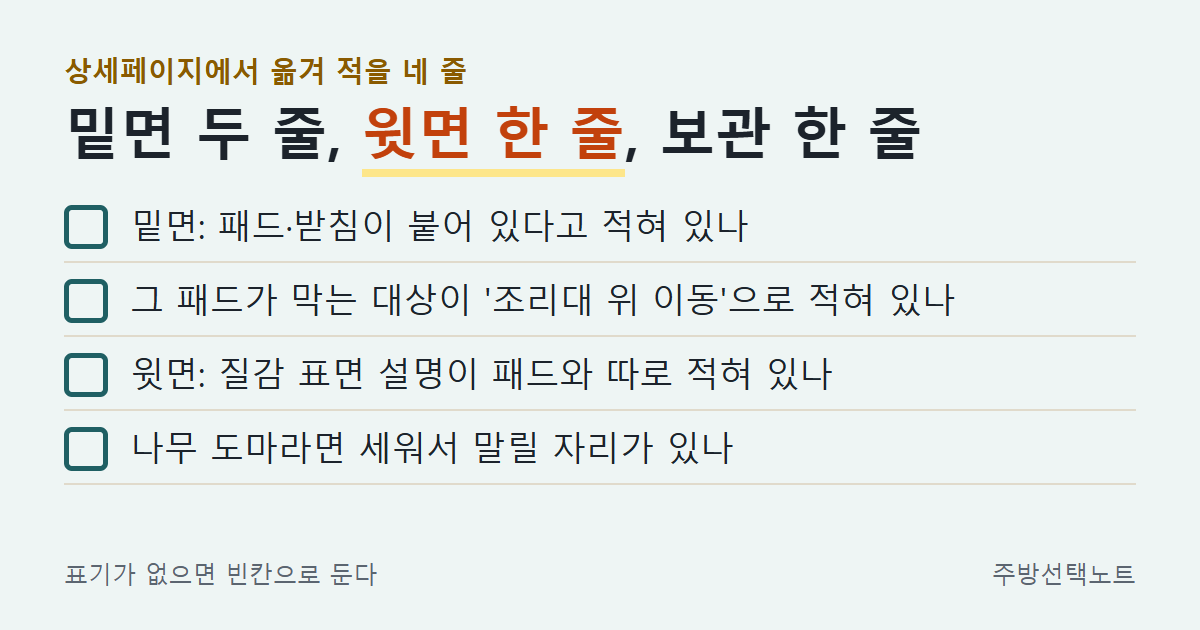 상세페이지에서 옮겨 적을 네 줄
밑면 두 줄, 윗면 한 줄, 보관 한 줄
밑면: 패드·받침이 붙어 있다고 적혀 있나
그 패드가 막는 대상이 '조리대 위 이동'으로 적혀 있나
윗면: 질감 표면 설명이 패드와 따로 적혀 있나
나무 도마라면 세워서 말릴 자리가 있나
표기가 없으면 빈칸으로 둔다
주방선택노트